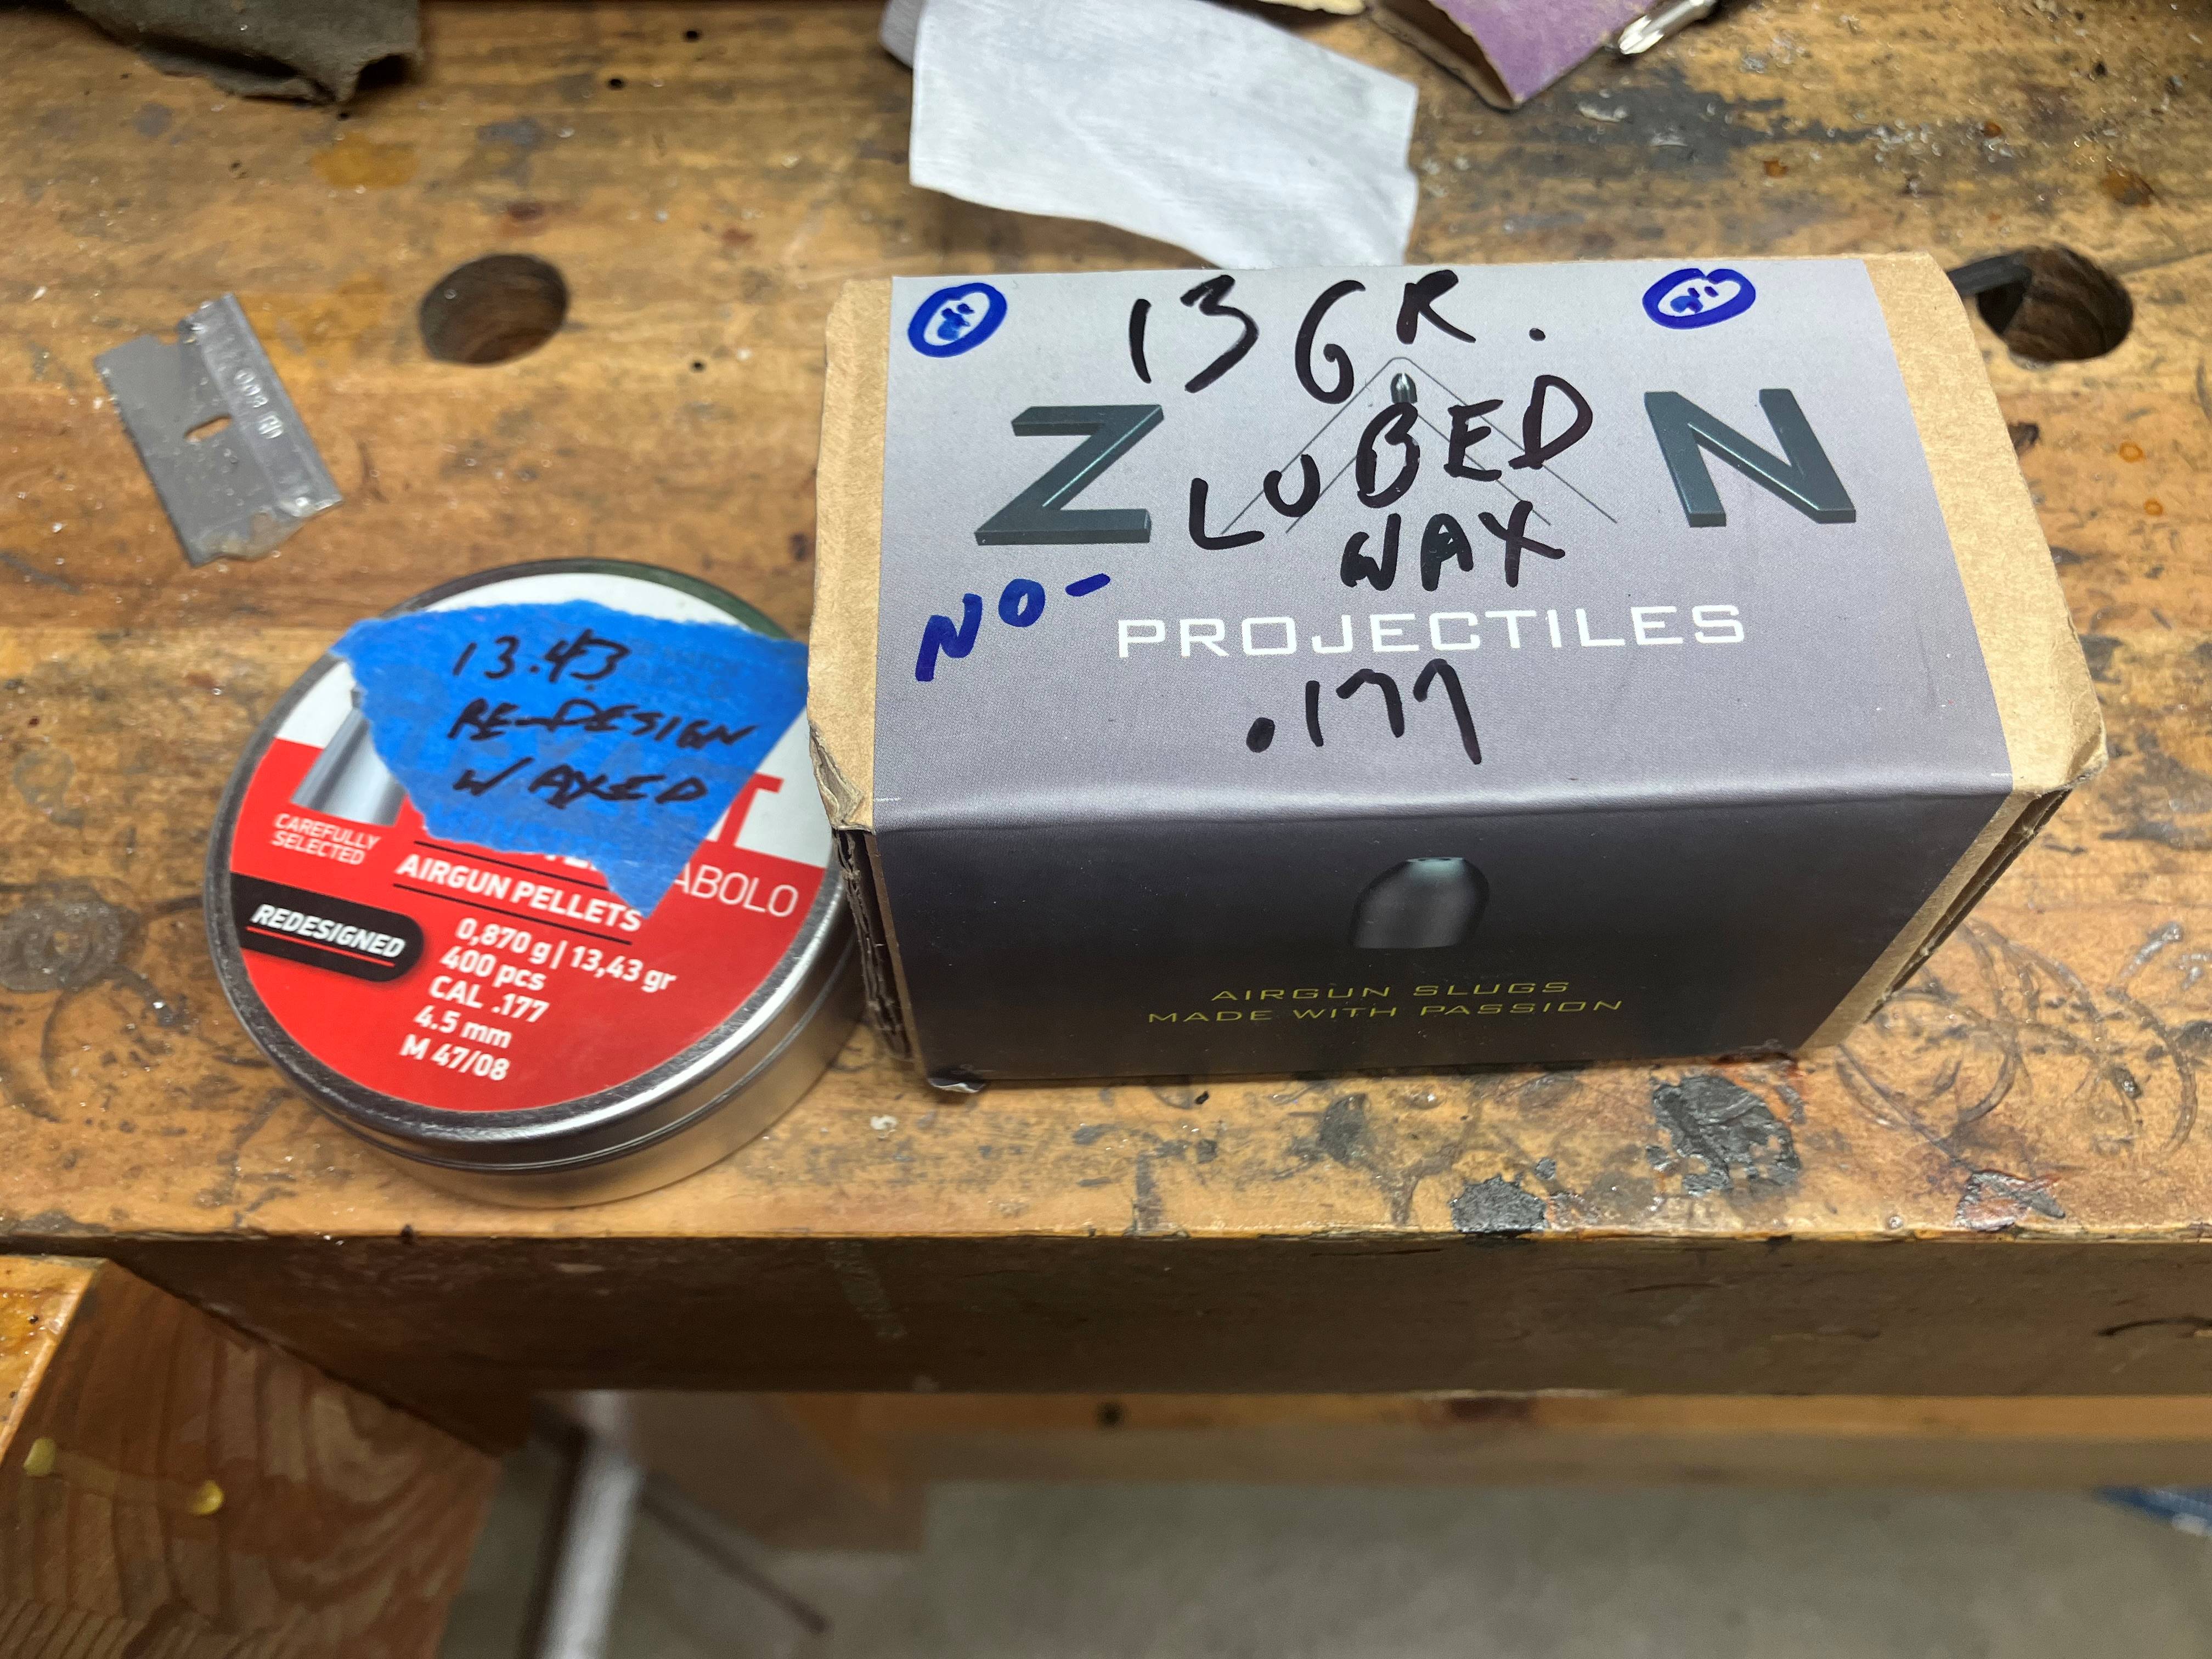 13.43
RE-DESIGN
WAXED
CAREFULLY
SELECTED
AIRGUN PELLETS
REDESIGNED
0,870 g | 13,43 gr
400 pcs
CAL .177
4.5 mm
M 47/08
13 GR.
Z N
LUBED
WAX
NO-
PROJECTILES
.177
AIRGUN SLUGS
MADE WITH PASSION